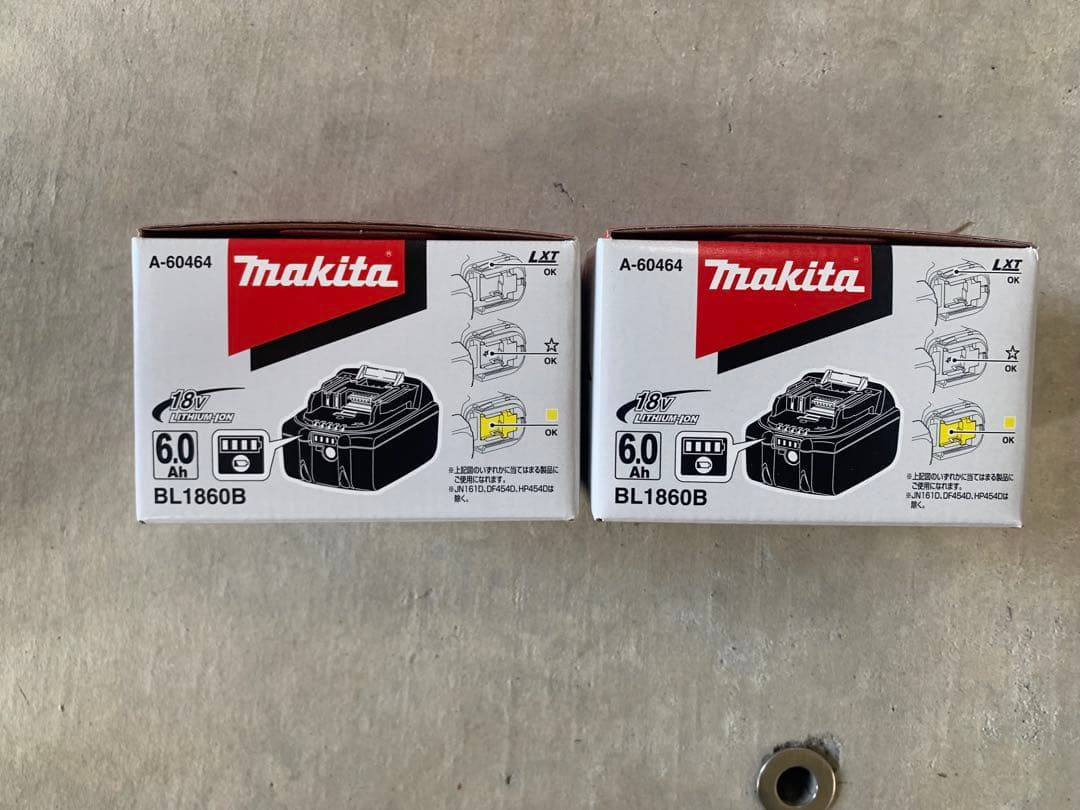 A-60464
makita®
LXT
OK
☆
OK
OK
18V
LITHIUM-ION
6.0
Ah
BL1860B
※上記図のいずれかに当てはまる製品に
ご使用になれます。
※JN161D、DF454D、HP454Dは
除く。
A-60464
makita®
LXT
OK
☆
OK
OK
18V
LITHIUM-ION
6.0
Ah
BL1860B
※上記図のいずれかに当てはまる製品に
ご使用になれます。
※JN161D、DF454D、HP454Dは
除く。